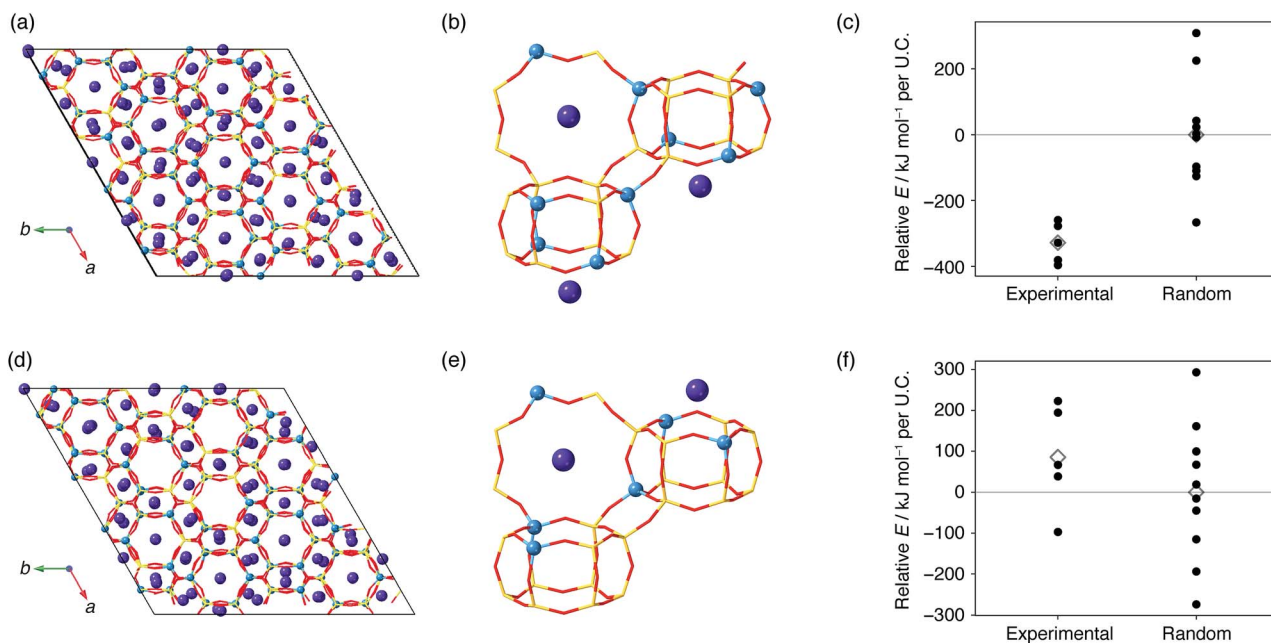 (a)
b
a
(b)
(c)
Relative E / kJ mol⁻¹ per U.C.
200
0
−200
−400
Experimental
Random
(d)
b
a
(e)
(f)
Relative E / kJ mol⁻¹ per U.C.
300
200
100
0
−100
−200
−300
Experimental
Random